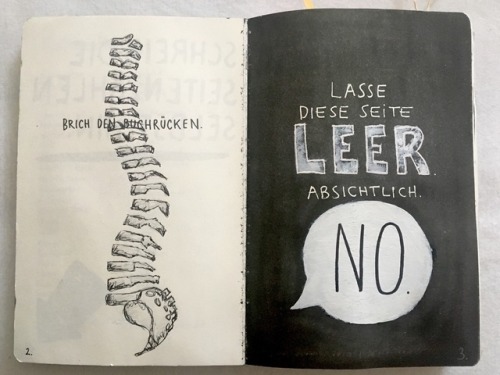 BRICH DEN BUCHRÜCKEN.
2.
LASSE
DIESE SEITE
LEER.
ABSICHTLICH.
NO.
3.